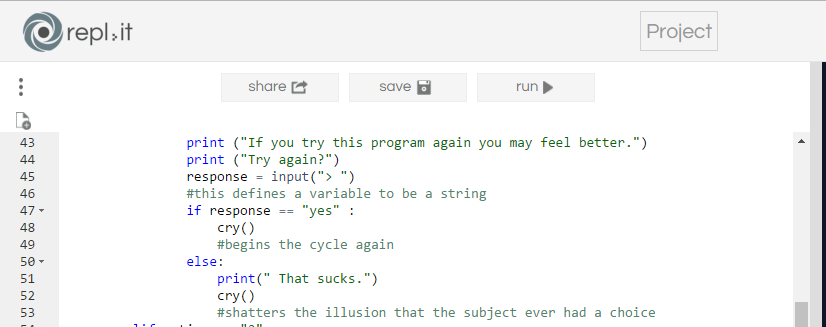 repl.it
Project
share
save
run
43 print ("If you try this program again you may feel better.")
44 print ("Try again?")
45 response = input("> ")
46 #this defines a variable to be a string
47 if response == "yes" :
48 cry()
49 #begins the cycle again
50 else:
51 print(" That sucks.")
52 cry()
53 #shatters the illusion that the subject ever had a choice